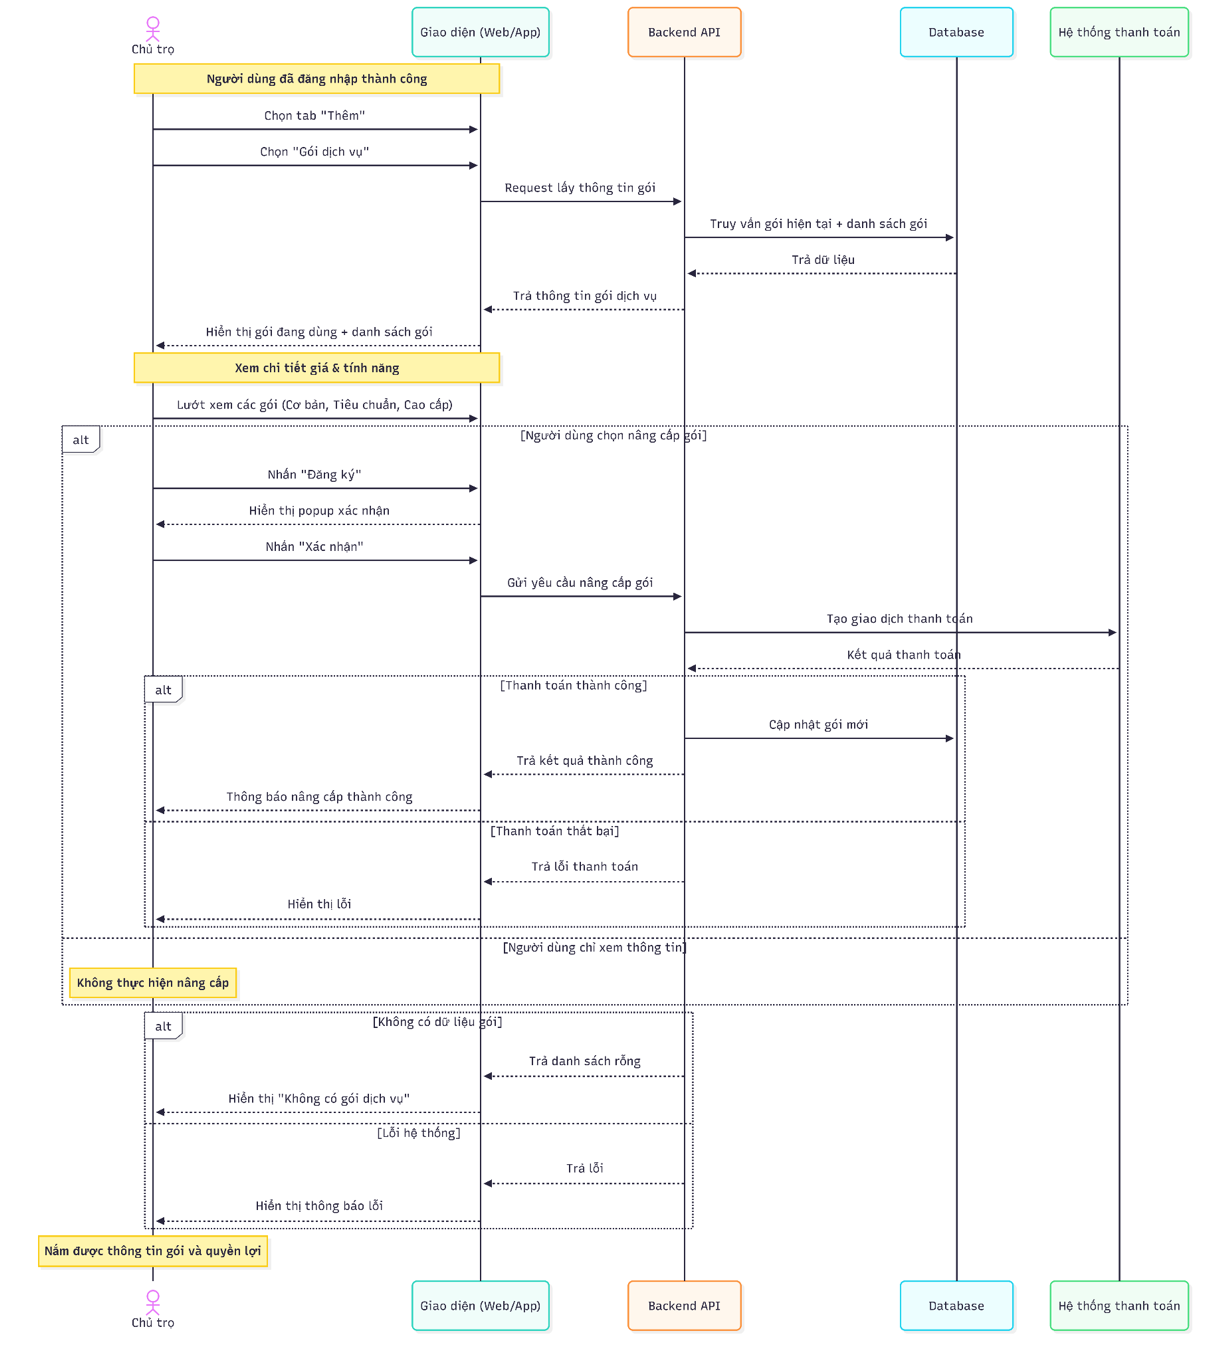 Chủ trọ
Giao diện (Web/App)
Backend API
Database
Hệ thống thanh toán
Người dùng đã đăng nhập thành công
Chọn tab "Thêm"
Chọn "Gói dịch vụ"
Request lấy thông tin gói
Truy vấn gói hiện tại + danh sách gói
Trả dữ liệu
Trả thông tin gói dịch vụ
Hiển thị gói đang dùng + danh sách gói
Xem chi tiết giá & tính năng
Lướt xem các gói (Cơ bản, Tiêu chuẩn, Cao cấp)
alt
[Người dùng chọn nâng cấp gói]
Nhấn "Đăng ký"
Hiển thị popup xác nhận
Nhấn "Xác nhận"
Gửi yêu cầu nâng cấp gói
Tạo giao dịch thanh toán
Kết quả thanh toán
alt
[Thanh toán thành công]
Cập nhật gói mới
Trả kết quả thành công
Thông báo nâng cấp thành công
[Thanh toán thất bại]
Trả lỗi thanh toán
Hiển thị lỗi
[Người dùng chỉ xem thông tin]
Không thực hiện nâng cấp
alt
[Không có dữ liệu gói]
Trả danh sách rỗng
Hiển thị "Không có gói dịch vụ"
[Lỗi hệ thống]
Trả lỗi
Hiển thị thông báo lỗi
Nắm được thông tin gói và quyền lợi
Chủ trọ
Giao diện (Web/App)
Backend API
Database
Hệ thống thanh toán